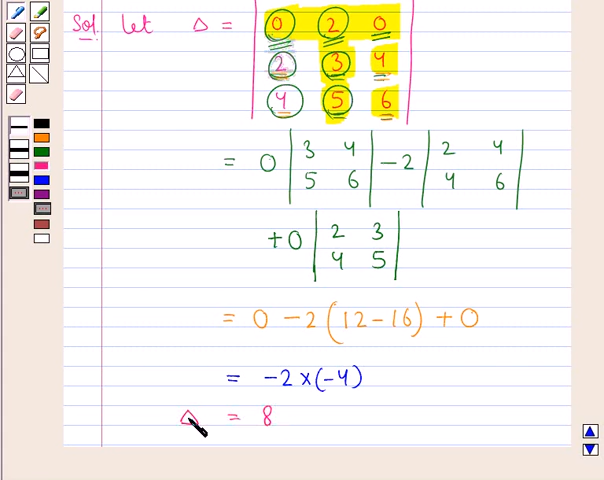 Sol. Let Δ = | 0 2 0 |
| 2 3 4 |
| 4 5 6 |
= 0 | 3 4 | - 2 | 2 4 |
| 5 6 | | 4 6 |
+ 0 | 2 3 |
| 4 5 |
= 0 - 2 (12 - 16) + 0
= -2 × (-4)
Δ = 8